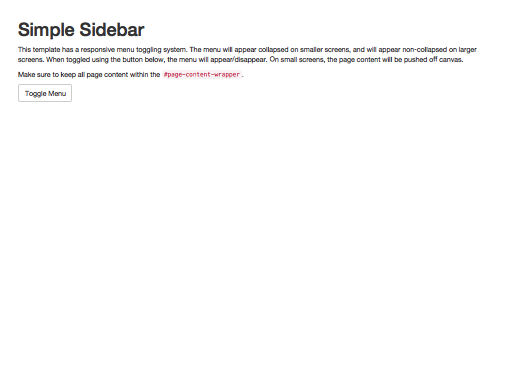 Simple Sidebar
This template has a responsive menu toggling system. The menu will appear collapsed on smaller screens, and will appear non-collapsed on larger
screens. When toggled using the button below, the menu will appear/disappear. On small screens, the page content will be pushed off canvas.
Make sure to keep all page content within the #page-content-wrapper.
Toggle Menu